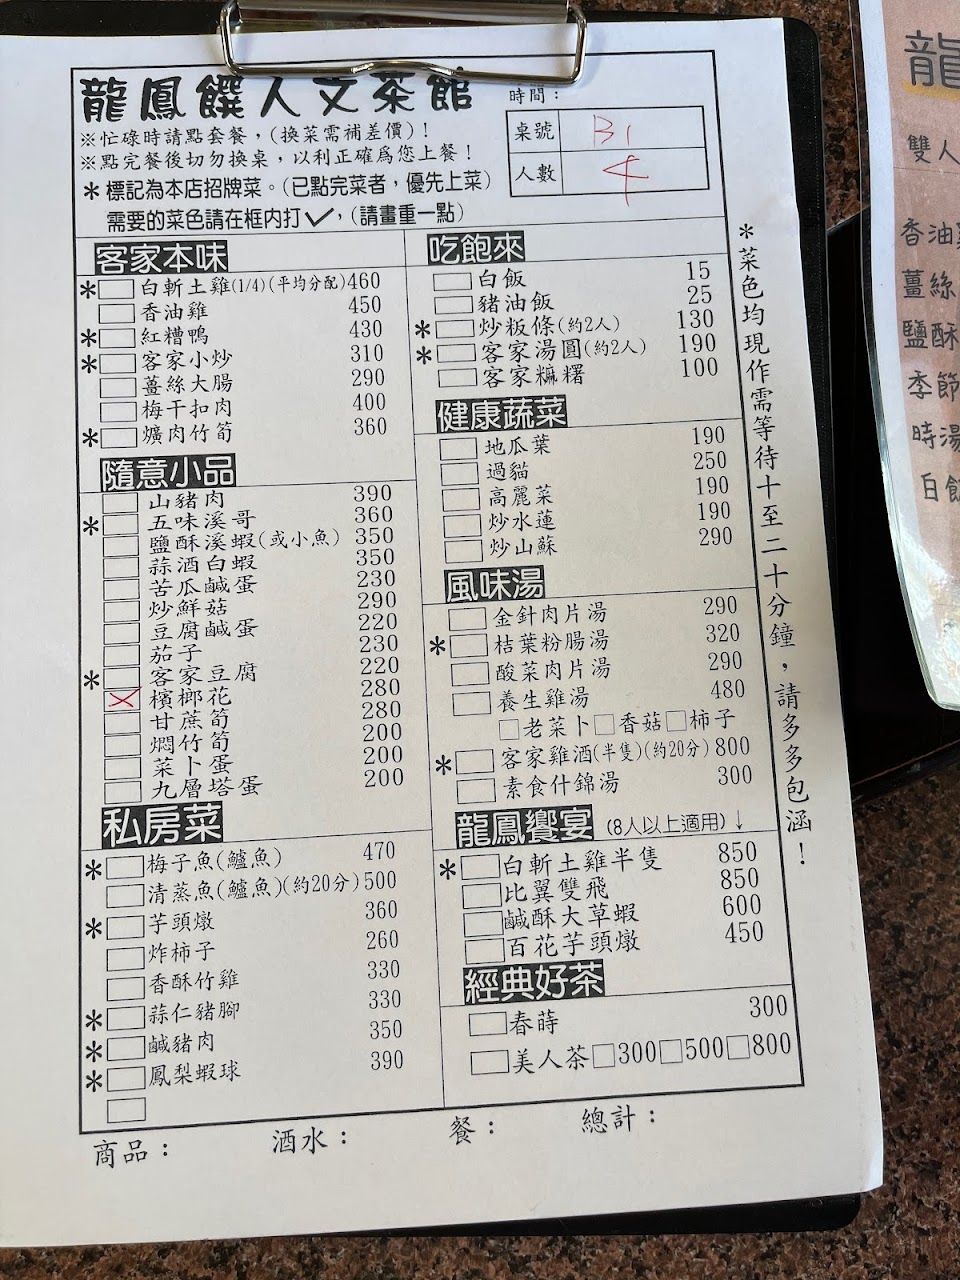 龍鳳饌人文茶館
時間：
※忙碌時請點套餐，(換菜需補差價)！
※點完餐後切勿換桌，以利正確為您上餐！
＊標記為本店招牌菜。(已點完菜者，優先上菜)
需要的菜色請在框內打✓，(請畫重一點)
桌號 B1
人數 4
客家本味
＊□白斬土雞(1/4)(平均分配)460
□香油雞 450
＊□紅糟鴨 430
＊□客家小炒 310
□薑絲大腸 290
□梅干扣肉 400
＊□爌肉竹筍 360
隨意小品
□山豬肉 390
＊□五味溪哥 360
□鹽酥溪蝦(或小魚) 350
□蒜酒白蝦 350
□苦瓜鹹蛋 230
□炒鮮菇 290
□豆腐鹹蛋 220
□茄子 230
＊□客家豆腐 220
☒檳榔花 280
□甘蔗筍 280
□燜竹筍 200
□菜卜蛋 200
□九層塔蛋 200
私房菜
＊□梅子魚(鱸魚) 470
□清蒸魚(鱸魚)(約20分)500
＊□芋頭燉 360
□炸柿子 260
□香酥竹雞 330
＊□蒜仁豬腳 330
＊□鹹豬肉 350
＊□鳳梨蝦球 390
□
吃飽來
□白飯 15
□豬油飯 25
＊□炒粄條(約2人) 130
＊□客家湯圓(約2人) 190
□客家麻糬 100
健康蔬菜
□地瓜葉 190
□過貓 250
□高麗菜 190
□炒水蓮 190
□炒山蘇 290
風味湯
□金針肉片湯 290
＊□桔葉粉腸湯 320
□酸菜肉片湯 290
□養生雞湯 480
□老菜卜□香菇□柿子
＊□客家雞酒(半隻)(約20分)800
□素食什錦湯 300
龍鳳饗宴 (8人以上適用)↓
＊□白斬土雞半隻 850
□比翼雙飛 850
□鹹酥大草蝦 600
□百花芋頭燉 450
經典好茶
□春蒔 300
□美人茶□300□500□800
＊菜色均現作需等待十至二十分鐘，請多多包涵！
商品： 酒水： 餐： 總計：
龍
雙人
香油
薑絲
鹽酥
季節
時湯
白飯